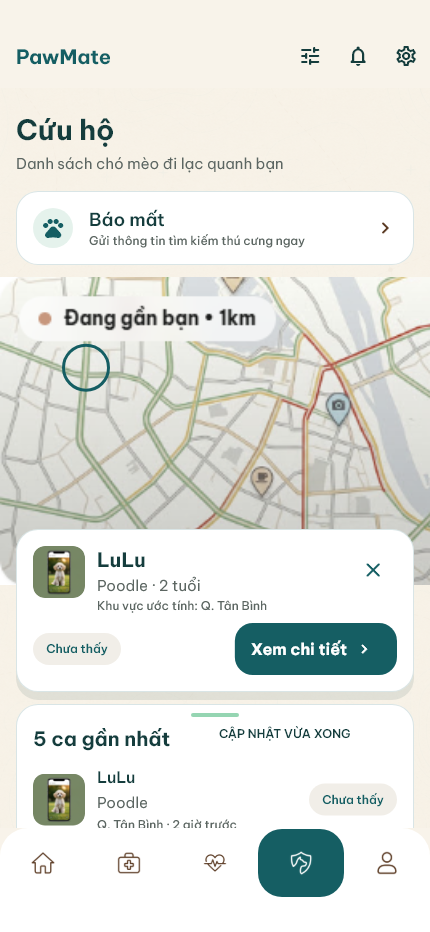 PawMate
Cứu hộ
Danh sách chó mèo đi lạc quanh bạn
Báo mất
Gửi thông tin tìm kiếm thú cưng ngay
Đang gần bạn • 1km
LuLu
Poodle · 2 tuổi
Khu vực ước tính: Q. Tân Bình
Chưa thấy
Xem chi tiết
5 ca gần nhất
CẬP NHẬT VỪA XONG
LuLu
Poodle
Chưa thấy
Q. Tân Bình · 2 giờ trước